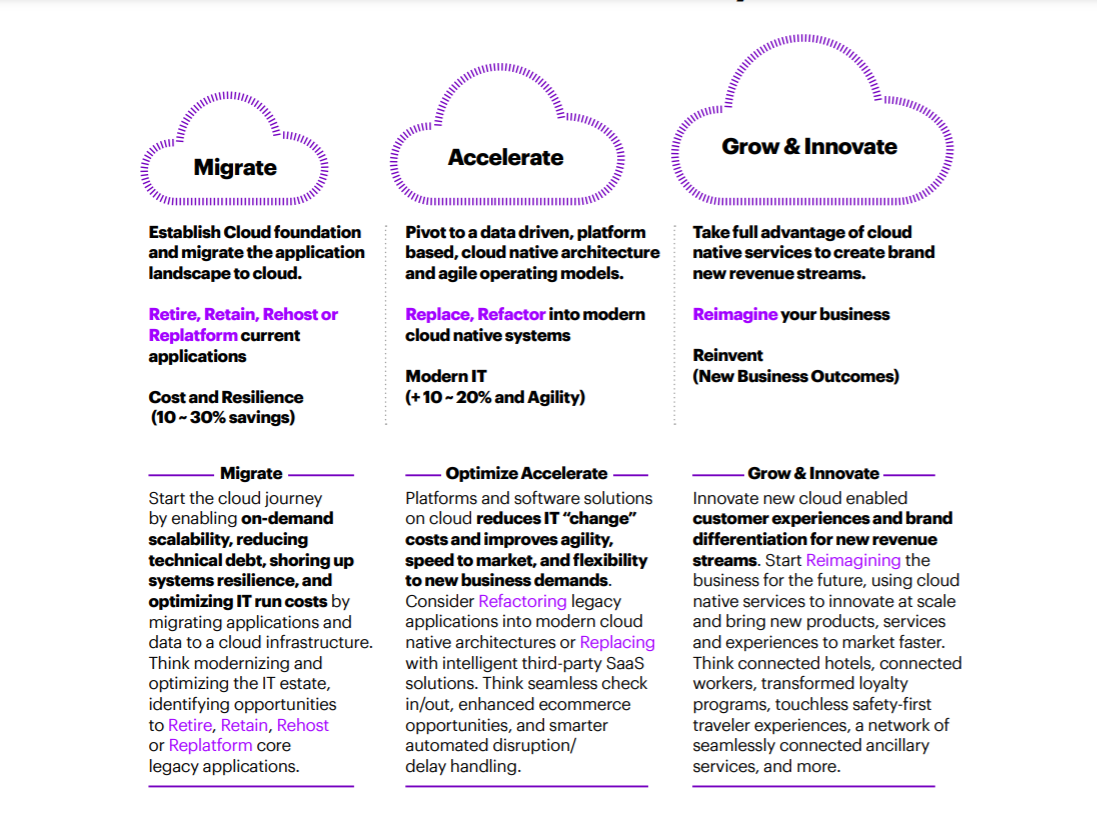 Migrate
Accelerate
Grow & Innovate
Establish Cloud foundation
and migrate the application
landscape to cloud.
Retire, Retain, Rehost or
Replatform current
applications
Cost and Resilience
(10 ~ 30% savings)
Pivot to a data driven, platform
based, cloud native architecture
and agile operating models.
Replace, Refactor into modern
cloud native systems
Modern IT
(+ 10 ~ 20% and Agility)
Take full advantage of cloud
native services to create brand
new revenue streams.
Reimagine your business
Reinvent
(New Business Outcomes)
Migrate
Start the cloud journey
by enabling on-demand
scalability, reducing
technical debt, shoring up
systems resilience, and
optimizing IT run costs by
migrating applications and
data to a cloud infrastructure.
Think modernizing and
optimizing the IT estate,
identifying opportunities
to Retire, Retain, Rehost
or Replatform core
legacy applications.
Optimize Accelerate
Platforms and software solutions
on cloud reduces IT “change”
costs and improves agility,
speed to market, and flexibility
to new business demands.
Consider Refactoring legacy
applications into modern cloud
native architectures or Replacing
with intelligent third-party SaaS
solutions. Think seamless check
in/out, enhanced ecommerce
opportunities, and smarter
automated disruption/
delay handling.
Grow & Innovate
Innovate new cloud enabled
customer experiences and brand
differentiation for new revenue
streams. Start Reimagining the
business for the future, using cloud
native services to innovate at scale
and bring new products, services
and experiences to market faster.
Think connected hotels, connected
workers, transformed loyalty
programs, touchless safety-first
traveler experiences, a network of
seamlessly connected ancillary
services, and more.